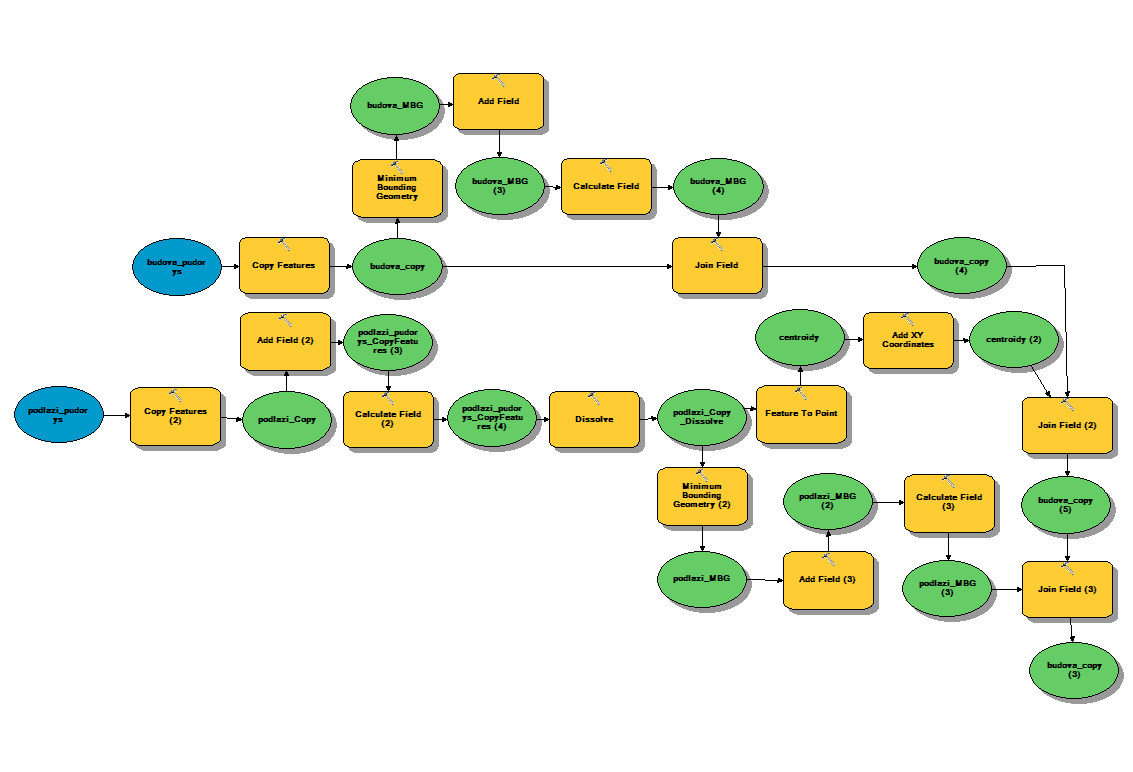 budova_MBG
Add Field
Minimum
Bounding
Geometry
budova_MBG
(3)
Calculate Field
budova_MBG
(4)
budova_pudor
ys
Copy Features
budova_copy
Join Field
budova_copy
(4)
Add Field (2)
podlazi_pudor
ys_CopyFeatu
res (3)
centroidy
Add XY
Coordinates
centroidy (2)
podlazi_pudor
ys
Copy Features
(2)
podlazi_Copy
Calculate Field
(2)
podlazi_pudor
ys_CopyFeatu
res (4)
Dissolve
podlazi_Copy
_Dissolve
Feature To Point
Join Field (2)
Minimum
Bounding
Geometry (2)
podlazi_MBG
(2)
Calculate Field
(3)
budova_copy
(5)
podlazi_MBG
Add Field (3)
podlazi_MBG
(3)
Join Field (3)
budova_copy
(3)